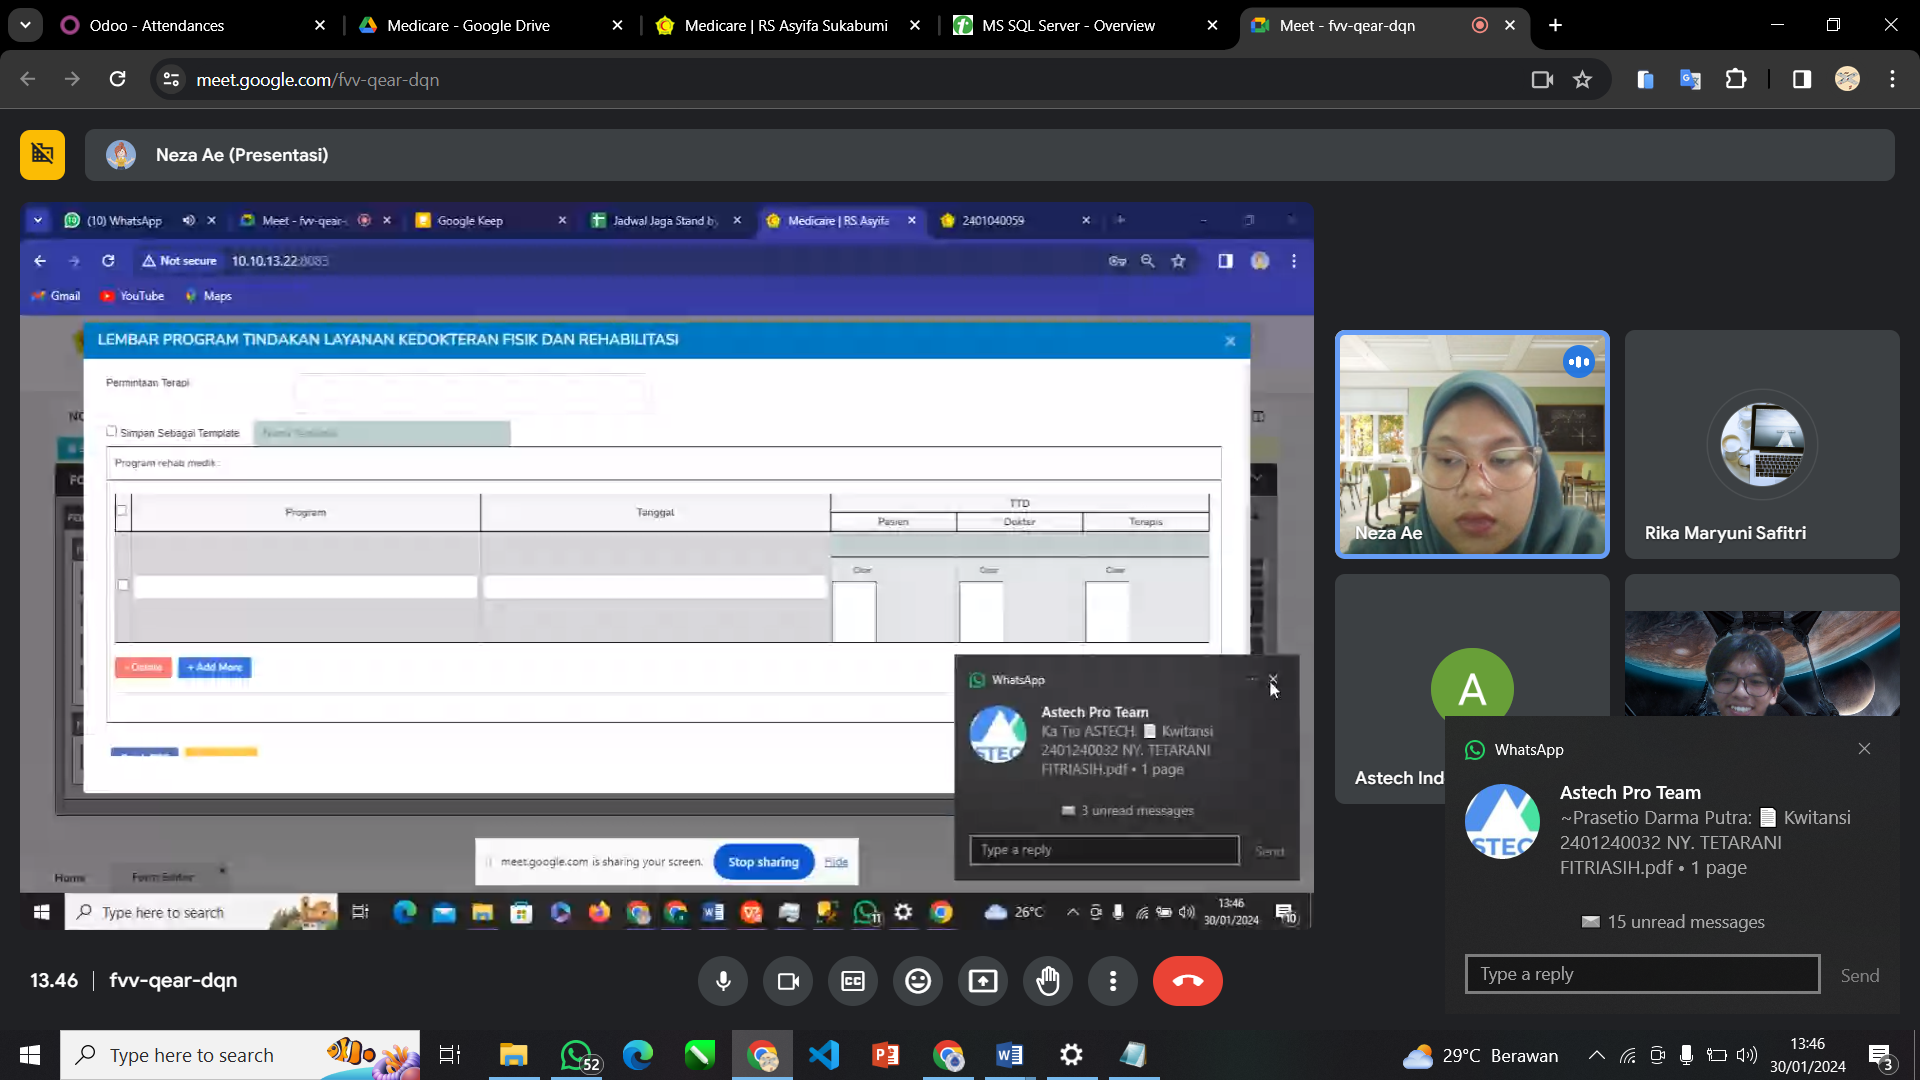 Odoo - Attendances
Medicare - Google Drive
Medicare | RS Asyifa Sukabumi
MS SQL Server - Overview
Meet - fvv-qear-dqn
meet.google.com/fvv-qear-dqn
Neza Ae (Presentasi)
(10) WhatsApp
Meet - fvv-qear-
Google Keep
Jadwal Jaga Stand by
Medicare | RS Asyifa
2401040059
Not secure
10.10.13.22:8083
Gmail
YouTube
Maps
LEMBAR PROGRAM TINDAKAN LAYANAN KEDOKTERAN FISIK DAN REHABILITASI
Permintaan Terapi
Simpan Sebagai Template
Program rehab medik :
Program
Tanggal
TTD
Pasien
Dokter
Terapis
Clear
Clear
Clear
- Delete
+ Add More
WhatsApp
Astech Pro Team
Ka Tio ASTECH: 📄 Kwitansi
2401240032 NY. TETARANI
FITRIASIH.pdf • 1 page
3 unread messages
Type a reply
Send
meet.google.com is sharing your screen.
Stop sharing
Hide
Home
Form Editor
Type here to search
11
26°C
13:46
30/01/2024
10
Neza Ae
Rika Maryuni Safitri
A
Astech Ind
WhatsApp
STEC
Astech Pro Team
~Prasetio Darma Putra: 📄 Kwitansi
2401240032 NY. TETARANI
FITRIASIH.pdf • 1 page
15 unread messages
Type a reply
Send
13.46
fvv-qear-dqn
Type here to search
52
29°C Berawan
13:46
30/01/2024
3